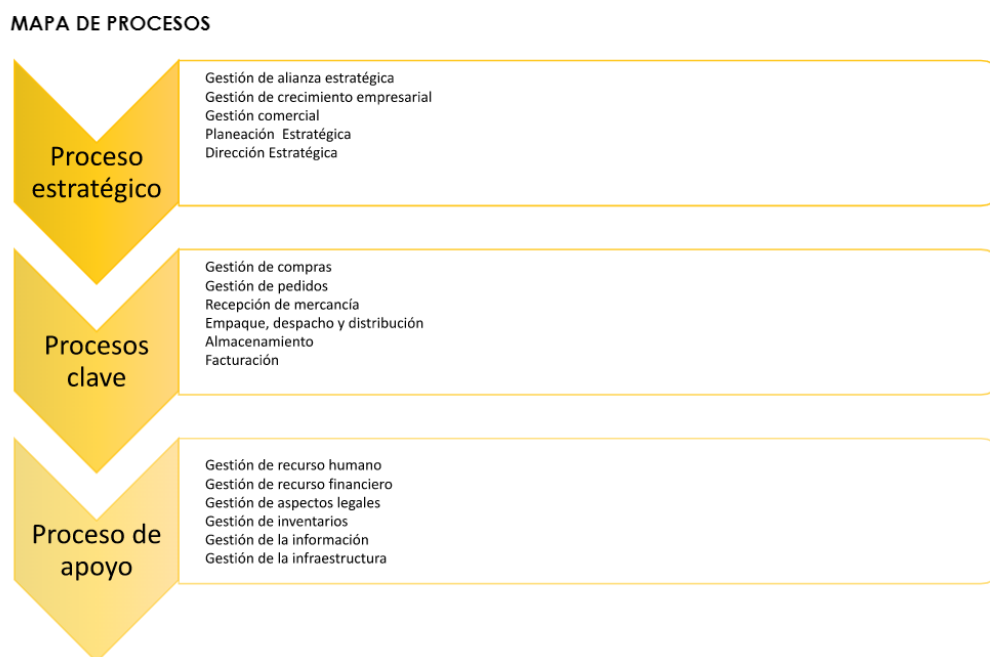 MAPA DE PROCESOS
Proceso
estratégico
Gestión de alianza estratégica
Gestión de crecimiento empresarial
Gestión comercial
Planeación  Estratégica
Dirección Estratégica
Procesos
clave
Gestión de compras
Gestión de pedidos
Recepción de mercancía
Empaque, despacho y distribución
Almacenamiento
Facturación
Proceso de
apoyo
Gestión de recurso humano
Gestión de recurso financiero
Gestión de aspectos legales
Gestión de inventarios
Gestión de la información
Gestión de la infraestructura